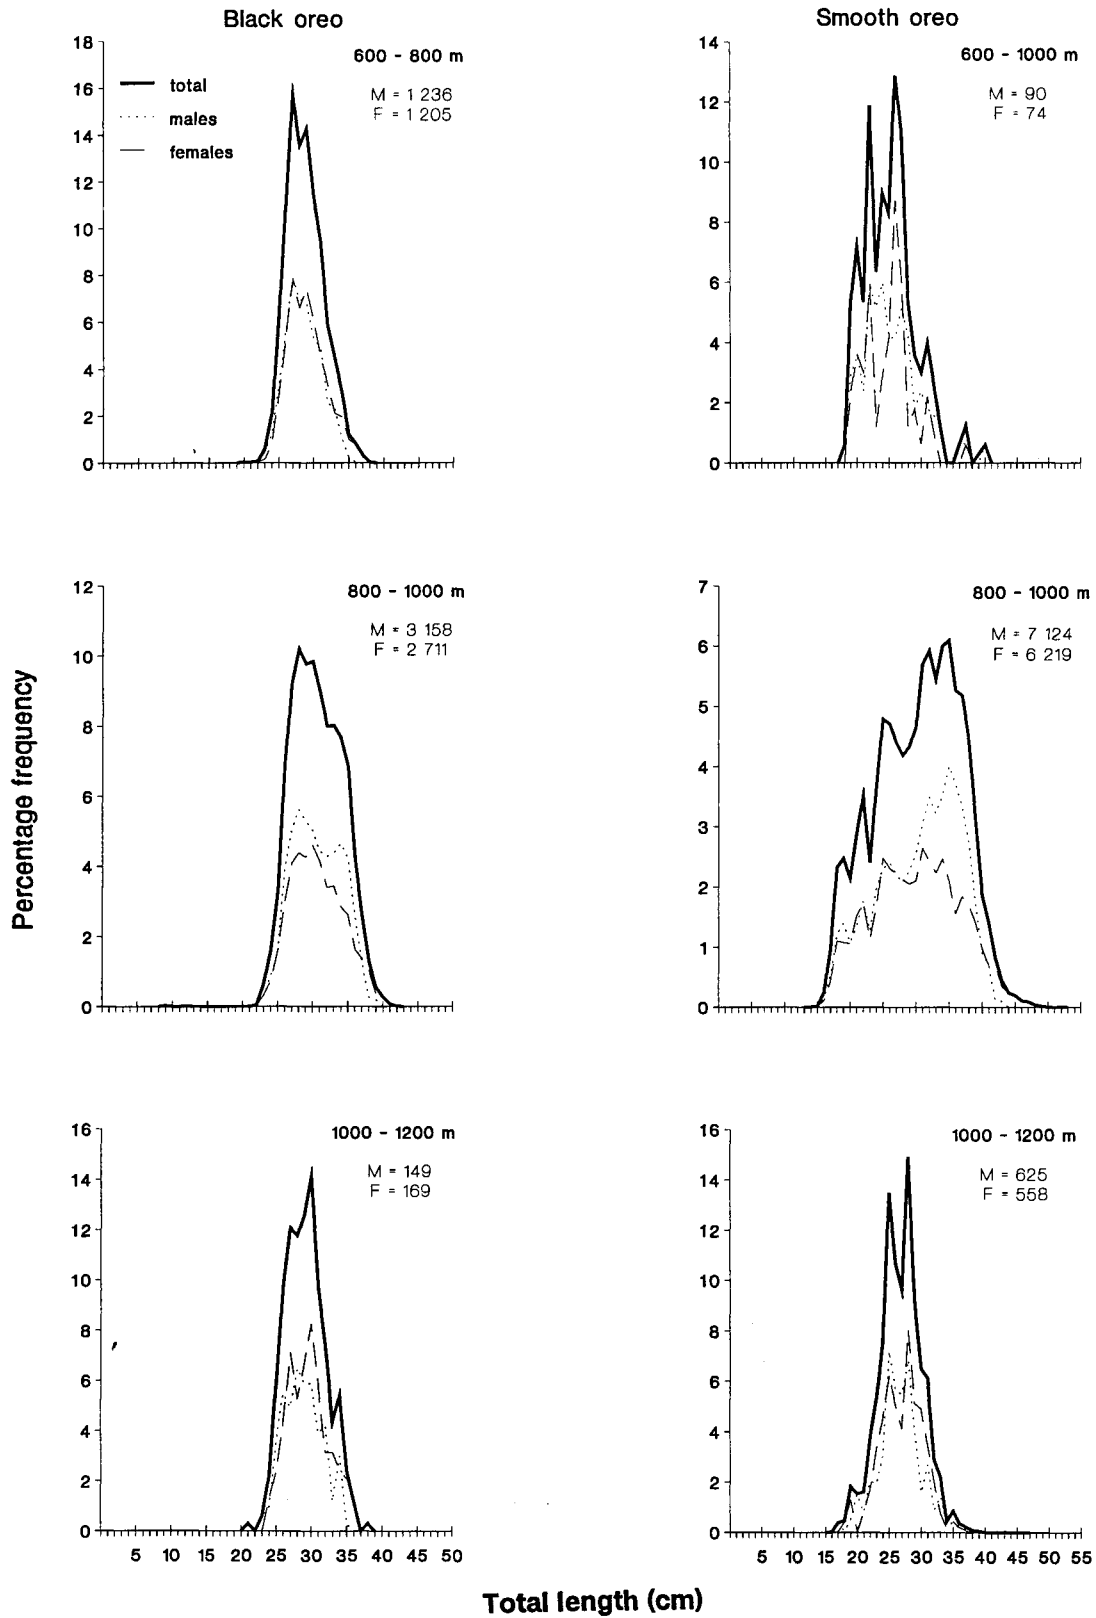 Black oreo
Smooth oreo
Percentage frequency
18
16
14
12
10
8
6
4
2
0
total
males
females
600 - 800 m
M = 1 236
F = 1 205
14
12
10
8
6
4
2
0
600 - 1000 m
M = 90
F = 74
12
10
8
6
4
2
0
800 - 1000 m
M = 3 158
F = 2 711
7
6
5
4
3
2
1
0
800 - 1000 m
M = 7 124
F = 6 219
16
14
12
10
8
6
4
2
0
1000 - 1200 m
M = 149
F = 169
5 10 15 20 25 30 35 40 45 50
16
14
12
10
8
6
4
2
0
1000 - 1200 m
M = 625
F = 558
5 10 15 20 25 30 35 40 45 50 55
Total length (cm)